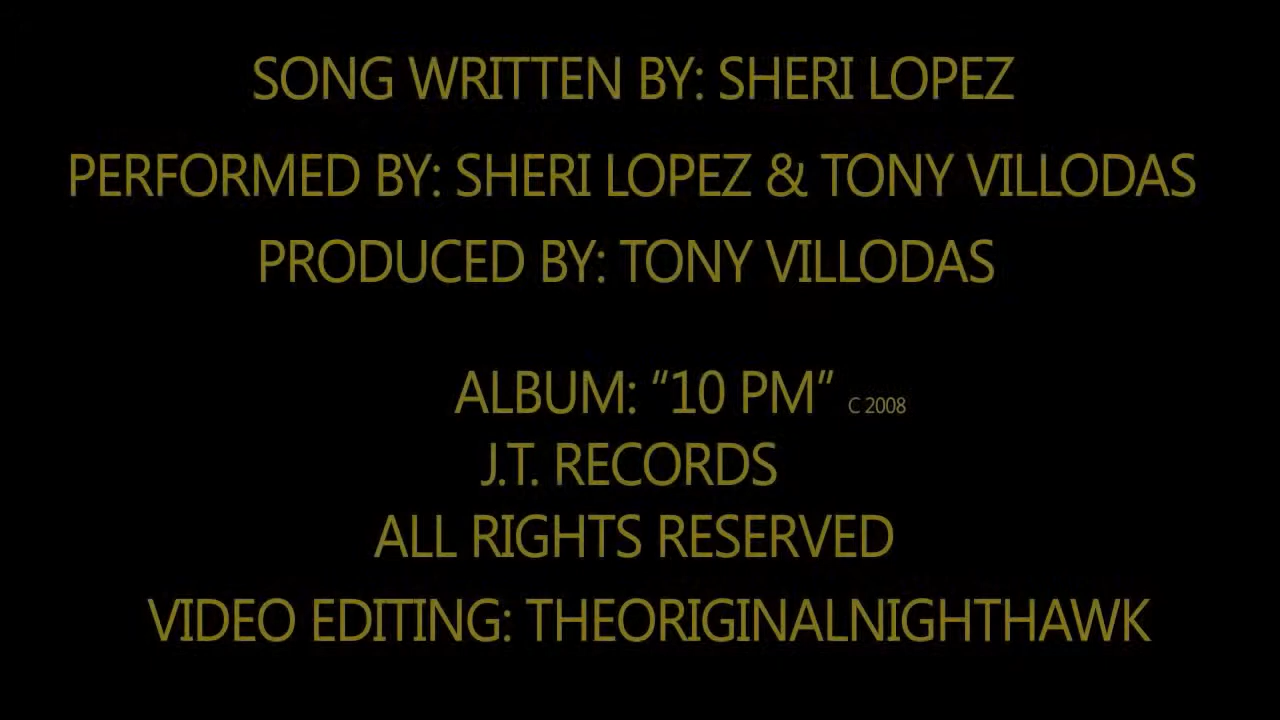 SONG WRITTEN BY: SHERI LOPEZ
PERFORMED BY: SHERI LOPEZ & TONY VILLODAS
PRODUCED BY: TONY VILLODAS
ALBUM: “10 PM” C 2008
J.T. RECORDS
ALL RIGHTS RESERVED
VIDEO EDITING: THEORIGINALNIGHTHAWK